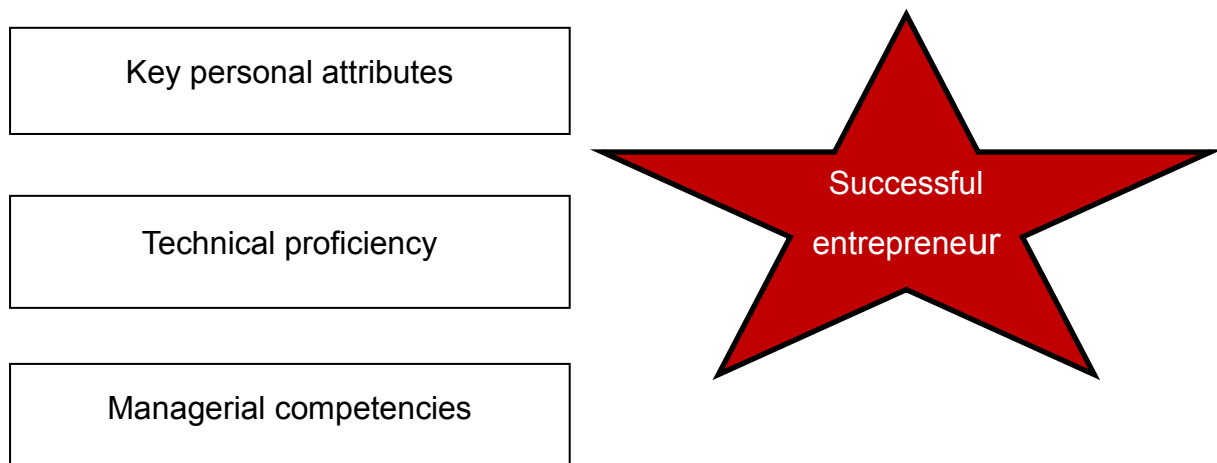 Key personal attributes
Technical proficiency
Managerial competencies
Successful
entrepreneur